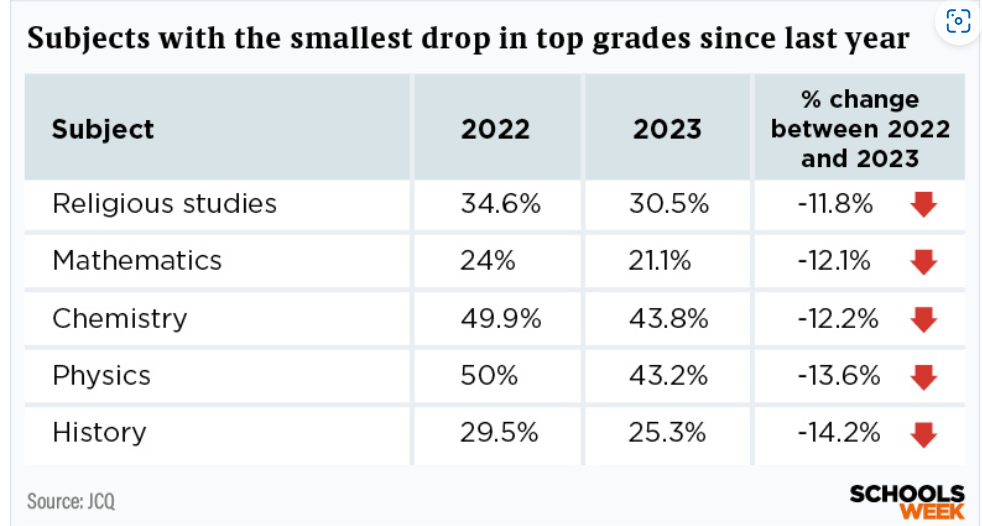 Subjects with the smallest drop in top grades since last year
Subject 2022 2023 % change
between 2022
and 2023
Religious studies 34.6% 30.5% -11.8%
Mathematics 24% 21.1% -12.1%
Chemistry 49.9% 43.8% -12.2%
Physics 50% 43.2% -13.6%
History 29.5% 25.3% -14.2%
Source: JCQ
SCHOOLS
WEEK